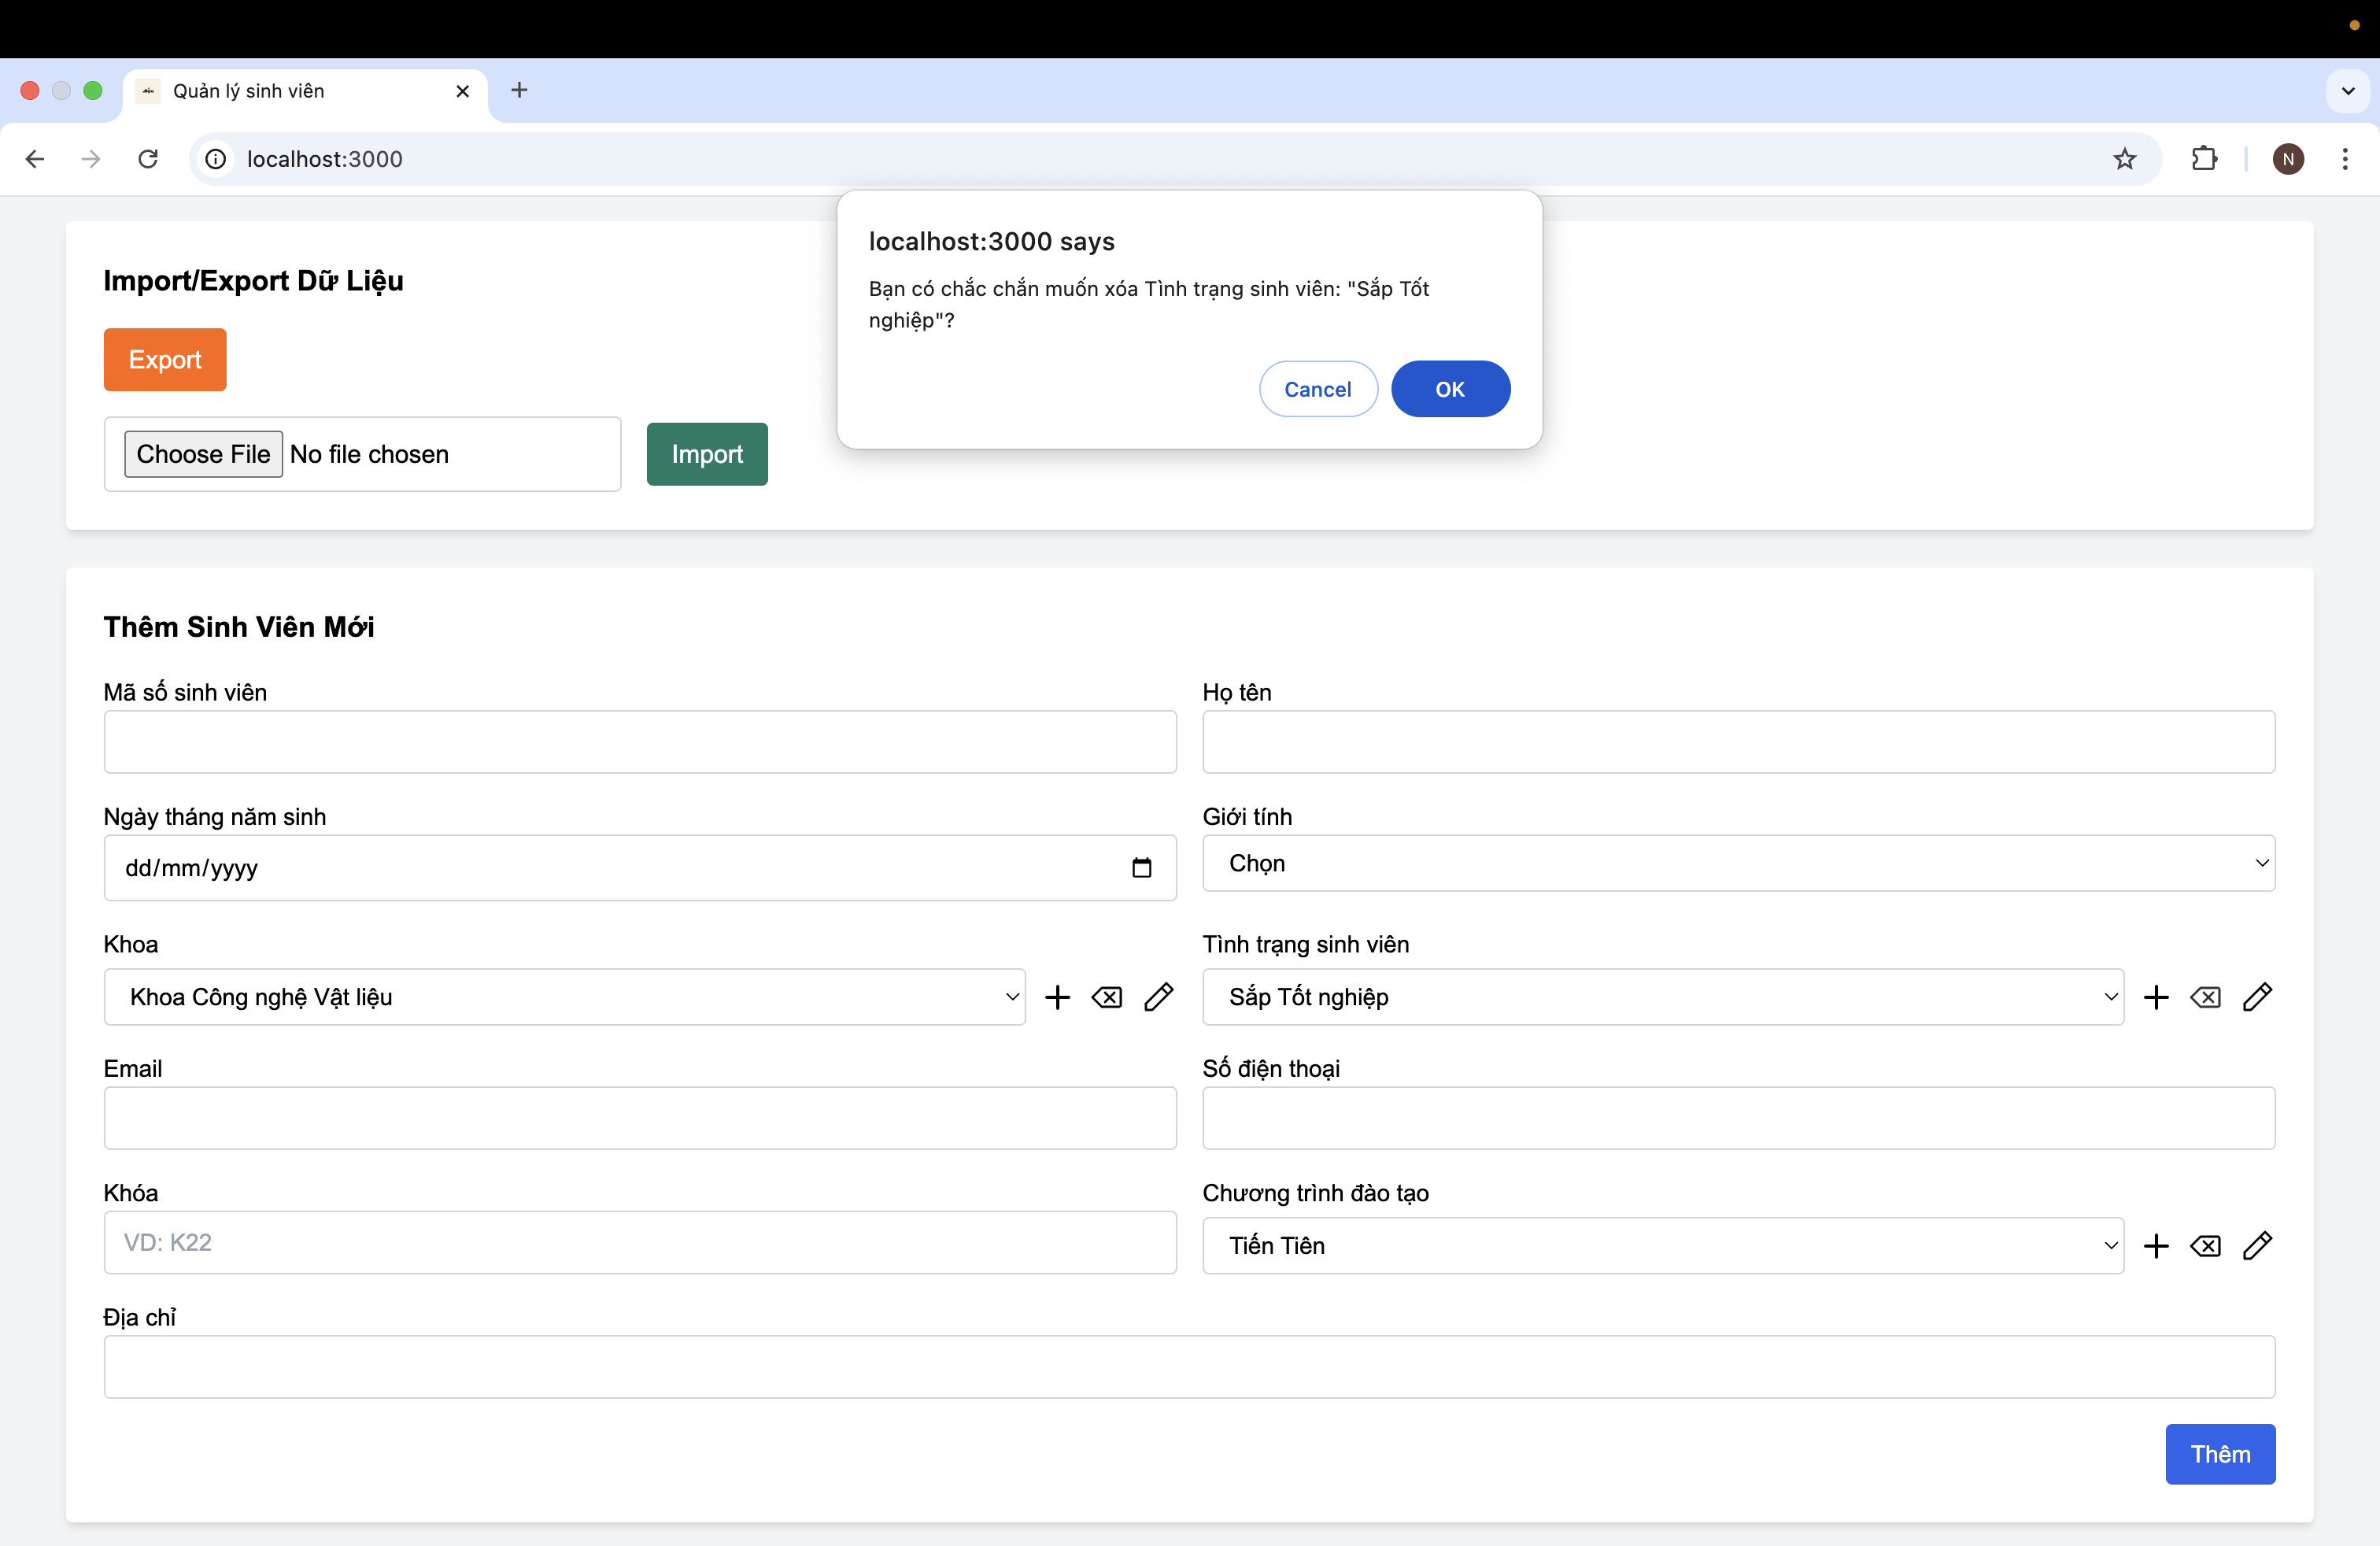 Quản lý sinh viên
localhost:3000
N
localhost:3000 says
Bạn có chắc chắn muốn xóa Tình trạng sinh viên: "Sắp Tốt
nghiệp"?
Cancel OK
Import/Export Dữ Liệu
Export
Choose File No file chosen
Import
Thêm Sinh Viên Mới
Mã số sinh viên
Họ tên
Ngày tháng năm sinh
Giới tính
dd/mm/yyyy
Chọn
Khoa
Tình trạng sinh viên
Khoa Công nghệ Vật liệu
Sắp Tốt nghiệp
Email
Số điện thoại
Khóa
Chương trình đào tạo
VD: K22
Tiến Tiên
Địa chỉ
Thêm